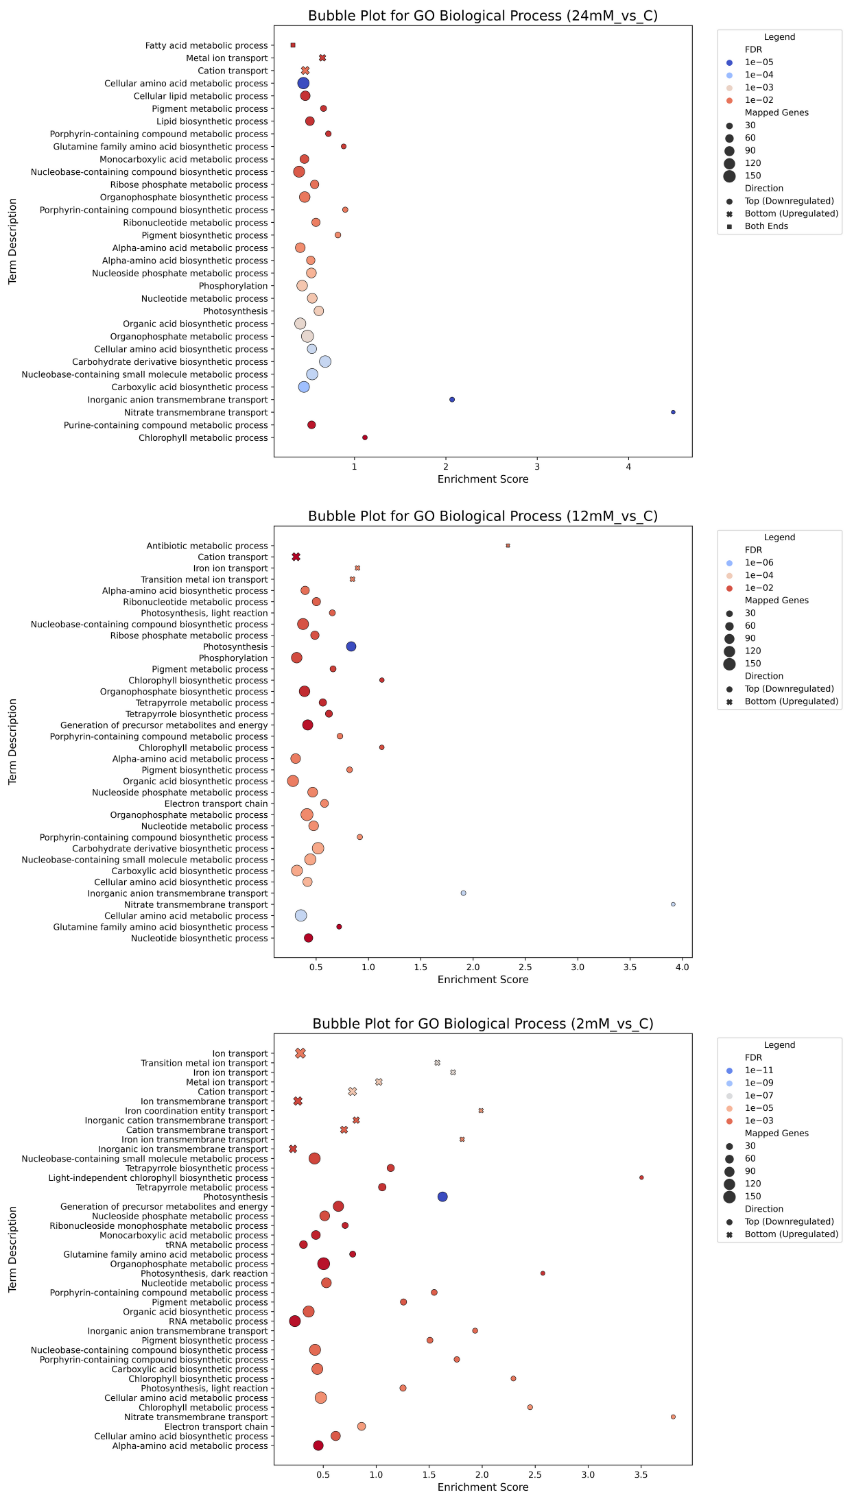 Bubble Plot for GO Biological Process (24mM_vs_C)
Term Description
Fatty acid metabolic process
Metal ion transport
Cation transport
Cellular amino acid metabolic process
Cellular lipid metabolic process
Pigment metabolic process
Lipid biosynthetic process
Porphyrin-containing compound metabolic process
Glutamine family amino acid biosynthetic process
Monocarboxylic acid metabolic process
Nucleobase-containing compound biosynthetic process
Ribose phosphate metabolic process
Organophosphate biosynthetic process
Porphyrin-containing compound biosynthetic process
Ribonucleotide metabolic process
Pigment biosynthetic process
Alpha-amino acid metabolic process
Alpha-amino acid biosynthetic process
Nucleoside phosphate metabolic process
Phosphorylation
Nucleotide metabolic process
Photosynthesis
Organic acid biosynthetic process
Organophosphate metabolic process
Cellular amino acid biosynthetic process
Carbohydrate derivative biosynthetic process
Nucleobase-containing small molecule metabolic process
Carboxylic acid biosynthetic process
Inorganic anion transmembrane transport
Nitrate transmembrane transport
Purine-containing compound metabolic process
Chlorophyll metabolic process
1 2 3 4
Enrichment Score
Legend
FDR
1e−05
1e−04
1e−03
1e−02
Mapped Genes
30
60
90
120
150
Direction
Top (Downregulated)
Bottom (Upregulated)
Both Ends
Bubble Plot for GO Biological Process (12mM_vs_C)
Term Description
Antibiotic metabolic process
Cation transport
Iron ion transport
Transition metal ion transport
Alpha-amino acid biosynthetic process
Ribonucleotide metabolic process
Photosynthesis, light reaction
Nucleobase-containing compound biosynthetic process
Ribose phosphate metabolic process
Photosynthesis
Phosphorylation
Pigment metabolic process
Chlorophyll biosynthetic process
Organophosphate biosynthetic process
Tetrapyrrole metabolic process
Tetrapyrrole biosynthetic process
Generation of precursor metabolites and energy
Porphyrin-containing compound metabolic process
Chlorophyll metabolic process
Alpha-amino acid metabolic process
Pigment biosynthetic process
Organic acid biosynthetic process
Nucleoside phosphate metabolic process
Electron transport chain
Organophosphate metabolic process
Nucleotide metabolic process
Porphyrin-containing compound biosynthetic process
Carbohydrate derivative biosynthetic process
Nucleobase-containing small molecule metabolic process
Carboxylic acid biosynthetic process
Cellular amino acid biosynthetic process
Inorganic anion transmembrane transport
Nitrate transmembrane transport
Cellular amino acid metabolic process
Glutamine family amino acid biosynthetic process
Nucleotide biosynthetic process
0.5 1.0 1.5 2.0 2.5 3.0 3.5 4.0
Enrichment Score
Legend
FDR
1e−06
1e−04
1e−02
Mapped Genes
30
60
90
120
150
Direction
Top (Downregulated)
Bottom (Upregulated)
Bubble Plot for GO Biological Process (2mM_vs_C)
Term Description
Ion transport
Transition metal ion transport
Iron ion transport
Metal ion transport
Cation transport
Ion transmembrane transport
Iron coordination entity transport
Inorganic cation transmembrane transport
Cation transmembrane transport
Iron ion transmembrane transport
Inorganic ion transmembrane transport
Nucleobase-containing small molecule metabolic process
Tetrapyrrole biosynthetic process
Light-independent chlorophyll biosynthetic process
Tetrapyrrole metabolic process
Photosynthesis
Generation of precursor metabolites and energy
Nucleoside phosphate metabolic process
Ribonucleoside monophosphate metabolic process
Monocarboxylic acid metabolic process
tRNA metabolic process
Glutamine family amino acid metabolic process
Organophosphate metabolic process
Photosynthesis, dark reaction
Nucleotide metabolic process
Porphyrin-containing compound metabolic process
Pigment metabolic process
Organic acid biosynthetic process
RNA metabolic process
Inorganic anion transmembrane transport
Pigment biosynthetic process
Nucleobase-containing compound biosynthetic process
Porphyrin-containing compound biosynthetic process
Carboxylic acid biosynthetic process
Chlorophyll biosynthetic process
Photosynthesis, light reaction
Cellular amino acid metabolic process
Chlorophyll metabolic process
Nitrate transmembrane transport
Electron transport chain
Cellular amino acid biosynthetic process
Alpha-amino acid metabolic process
0.5 1.0 1.5 2.0 2.5 3.0 3.5
Enrichment Score
Legend
FDR
1e−11
1e−09
1e−07
1e−05
1e−03
Mapped Genes
30
60
90
120
150
Direction
Top (Downregulated)
Bottom (Upregulated)